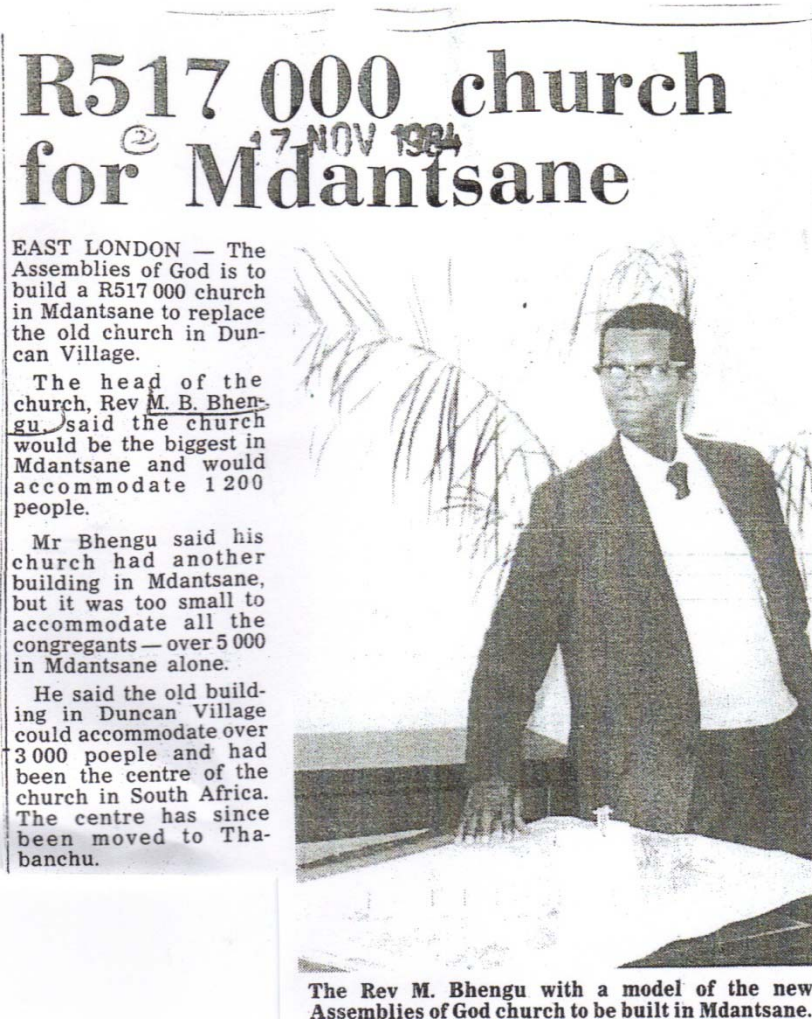 R517 000 church
17 NOV 1984
for Mdantsane
EAST LONDON — The
Assemblies of God is to
build a R517 000 church
in Mdantsane to replace
the old church in Dun-
can Village.
The head of the
church, Rev M. B. Bhen-
gu, said the church
would be the biggest in
Mdantsane and would
accommodate 1 200
people.
Mr Bhengu said his
church had another
building in Mdantsane,
but it was too small to
accommodate all the
congregants — over 5 000
in Mdantsane alone.
He said the old build-
ing in Duncan Village
could accommodate over
3 000 poeple and had
been the centre of the
church in South Africa.
The centre has since
been moved to Tha-
banchu.
The Rev M. Bhengu with a model of the new
Assemblies of God church to be built in Mdantsane.